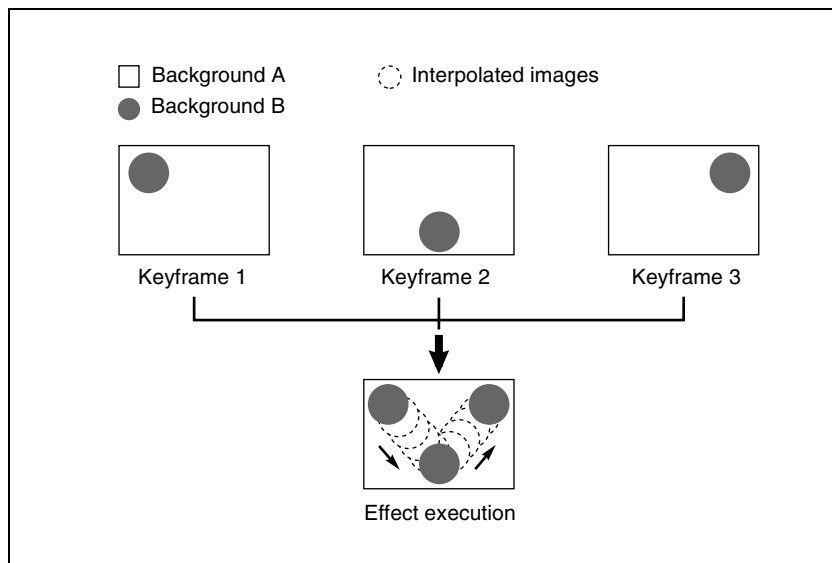 Background A
Interpolated images
Background B
Keyframe 1
Keyframe 2
Keyframe 3
Effect execution